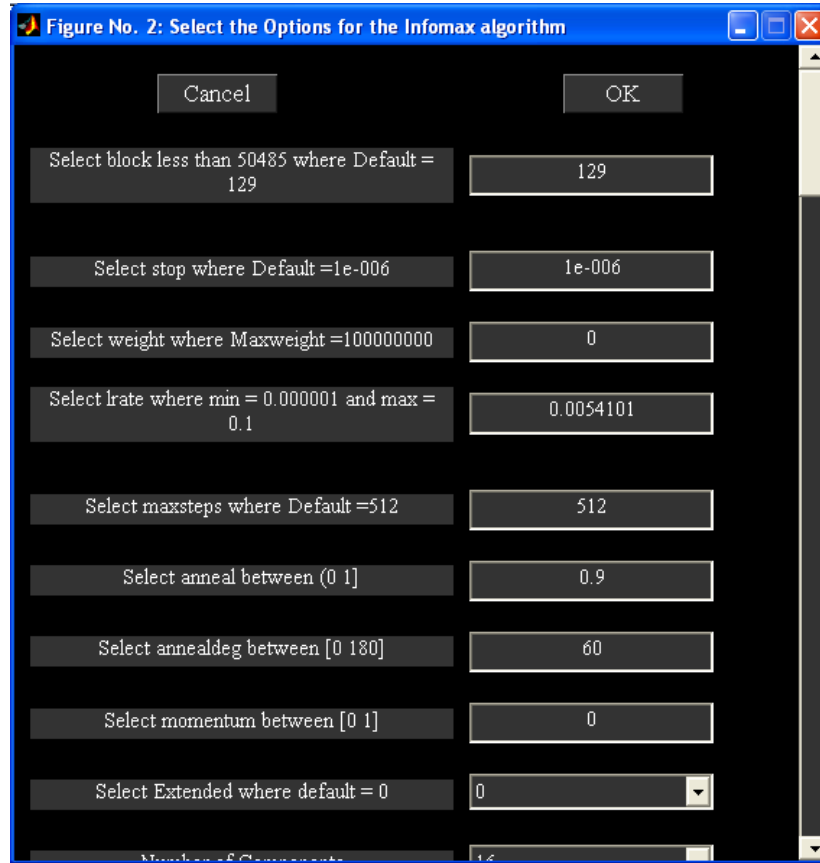 Figure No. 2: Select the Options for the Infomax algorithm
Cancel
OK
Select block less than 50485 where Default =
129
129
Select stop where Default =1e-006
1e-006
Select weight where Maxweight =100000000
0
Select lrate where min = 0.000001 and max =
0.1
0.0054101
Select maxsteps where Default =512
512
Select anneal between (0 1]
0.9
Select annealdeg between [0 180]
60
Select momentum between [0 1]
0
Select Extended where default = 0
0
Number of Components
16